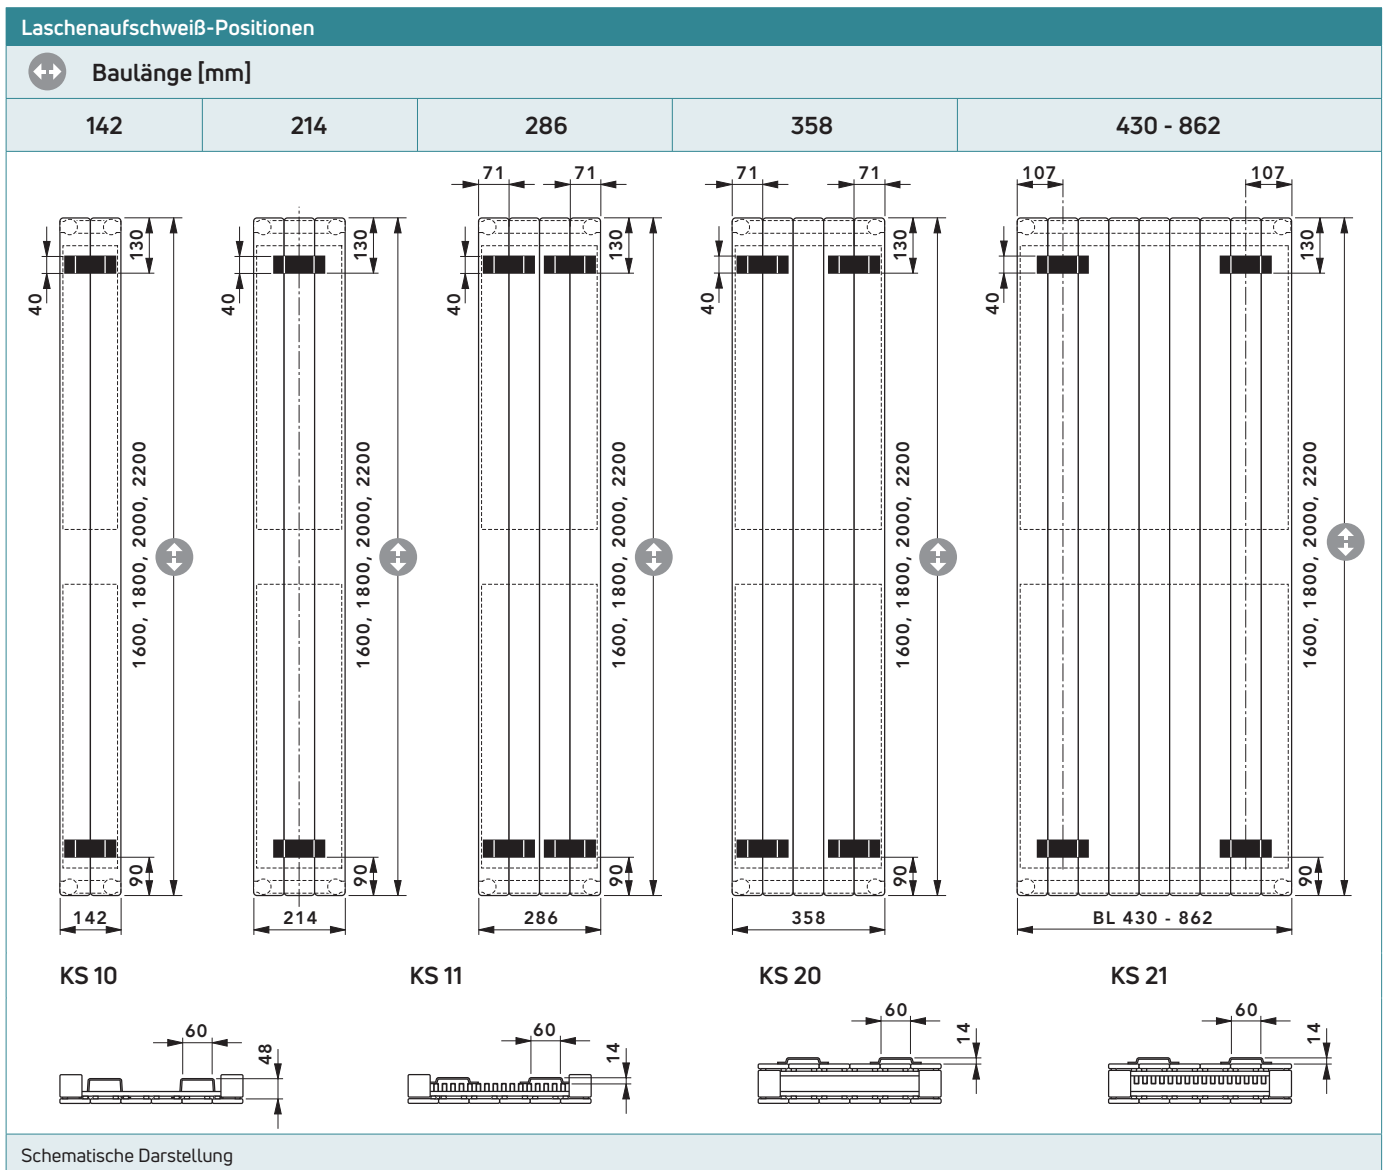 Laschenaufschweiß-Positionen
Baulänge [mm]
142 214 286 358 430 - 862
71 71 71 71 107 107
130 130 130 130 130
40 40 40 40 40
1600, 1800, 2000, 2200
1600, 1800, 2000, 2200
1600, 1800, 2000, 2200
1600, 1800, 2000, 2200
1600, 1800, 2000, 2200
90 90 90 90 90
142 214 286 358 BL 430 - 862
KS 10 KS 11 KS 20 KS 21
60 48 60 14 60 14 60 14
Schematische Darstellung